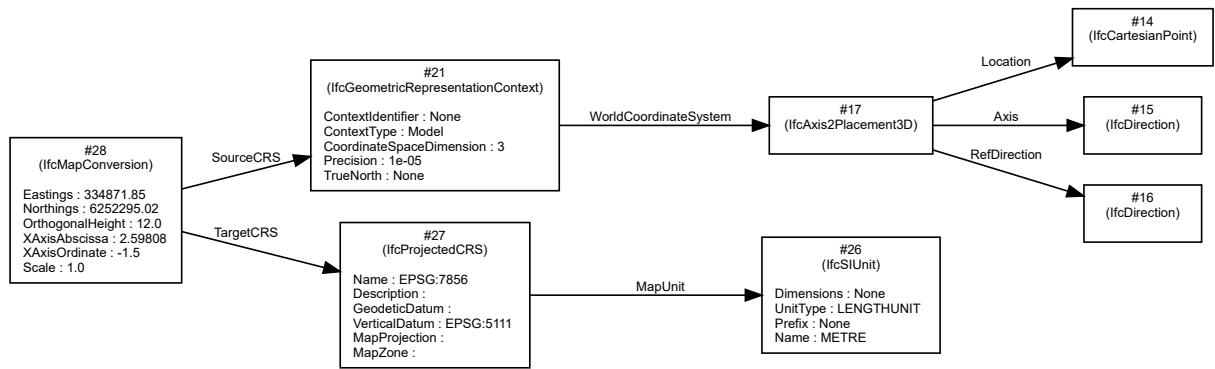 #14
(IfcCartesianPoint)
Location
#21
(IfcGeometricRepresentationContext)
ContextIdentifier : None
ContextType : Model
CoordinateSpaceDimension : 3
Precision : 1e-05
TrueNorth : None
WorldCoordinateSystem
#17
(IfcAxis2Placement3D)
Axis
#15
(IfcDirection)
RefDirection
#16
(IfcDirection)
#28
(IfcMapConversion)
Eastings : 334871.85
Northings : 6252295.02
OrthogonalHeight : 12.0
XAxisAbscissa : 2.59808
XAxisOrdinate : -1.5
Scale : 1.0
SourceCRS
TargetCRS
#27
(IfcProjectedCRS)
Name : EPSG:7856
Description :
GeodeticDatum :
VerticalDatum : EPSG:5111
MapProjection :
MapZone :
MapUnit
#26
(IfcSIUnit)
Dimensions : None
UnitType : LENGTHUNIT
Prefix : None
Name : METRE